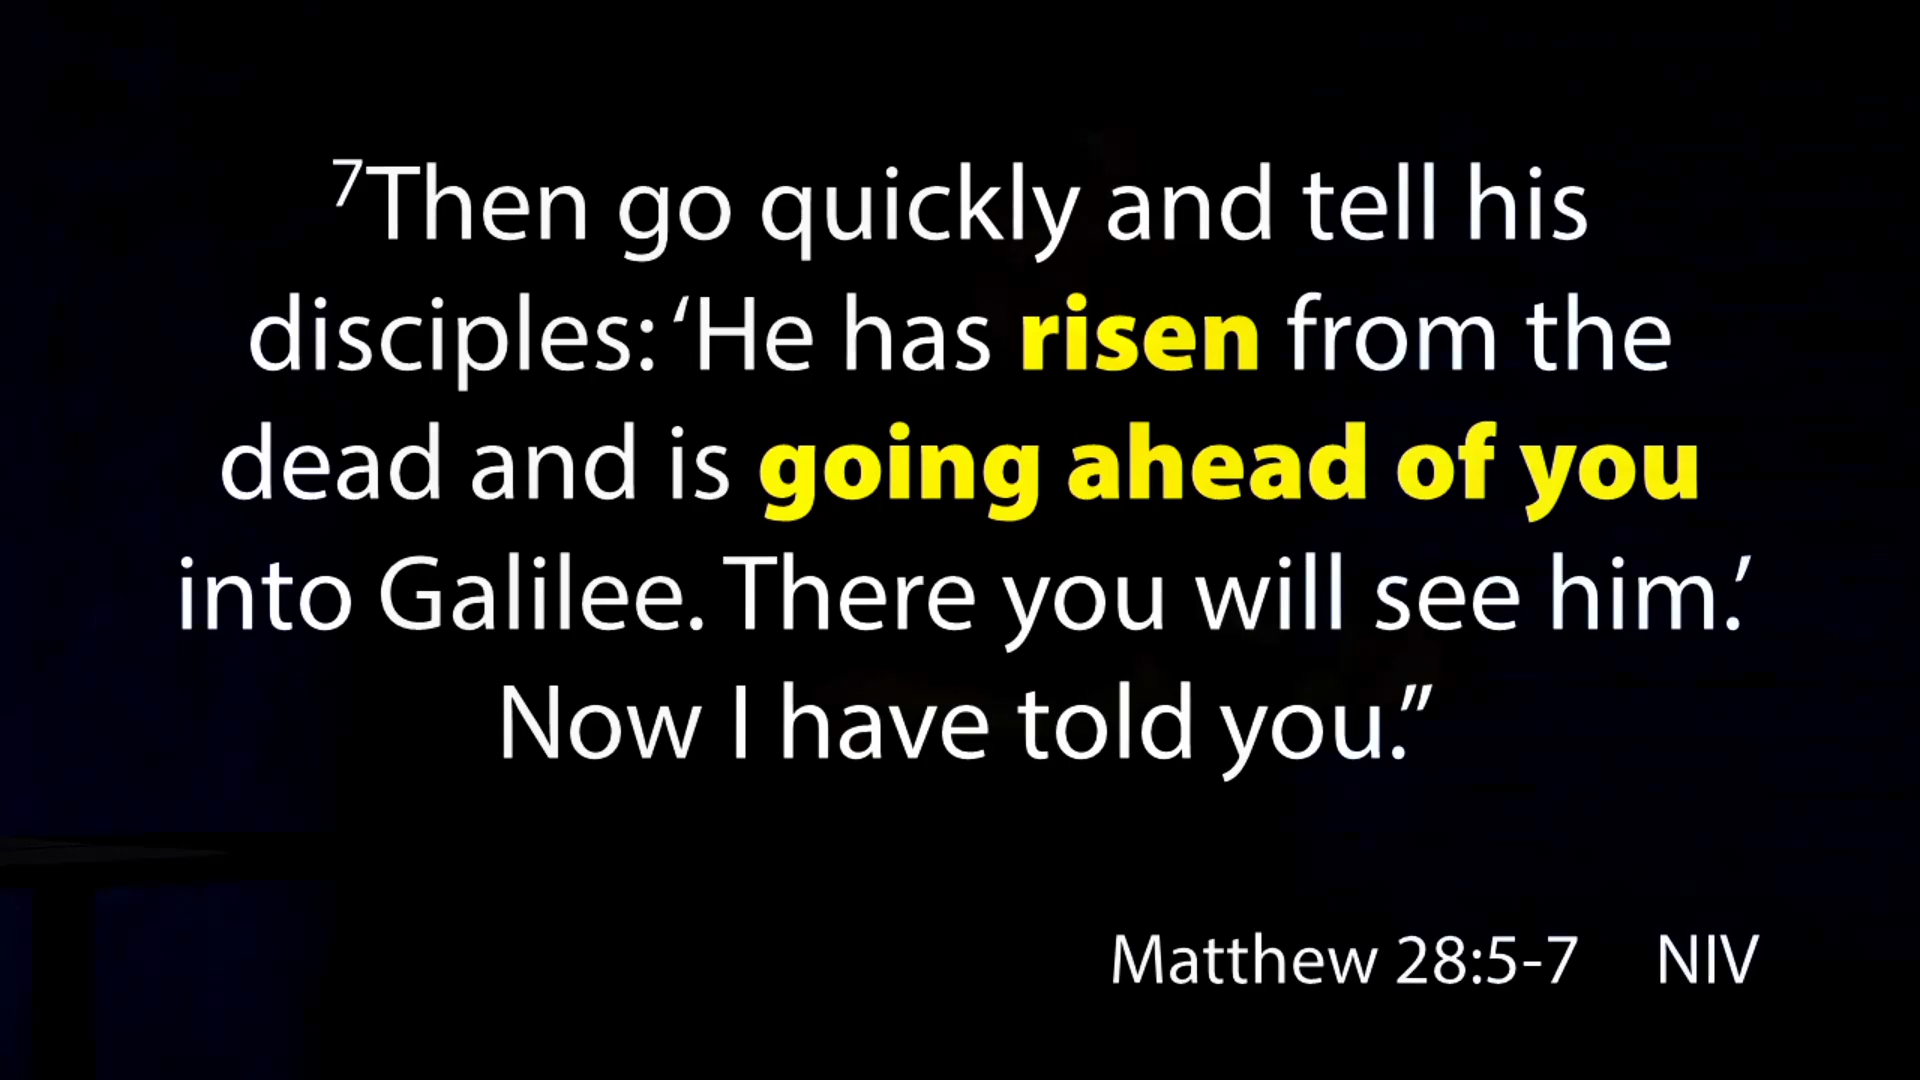 ⁷Then go quickly and tell his
disciples: ‘He has risen from the
dead and is going ahead of you
into Galilee. There you will see him.’
Now I have told you.”
Matthew 28:5-7 NIV